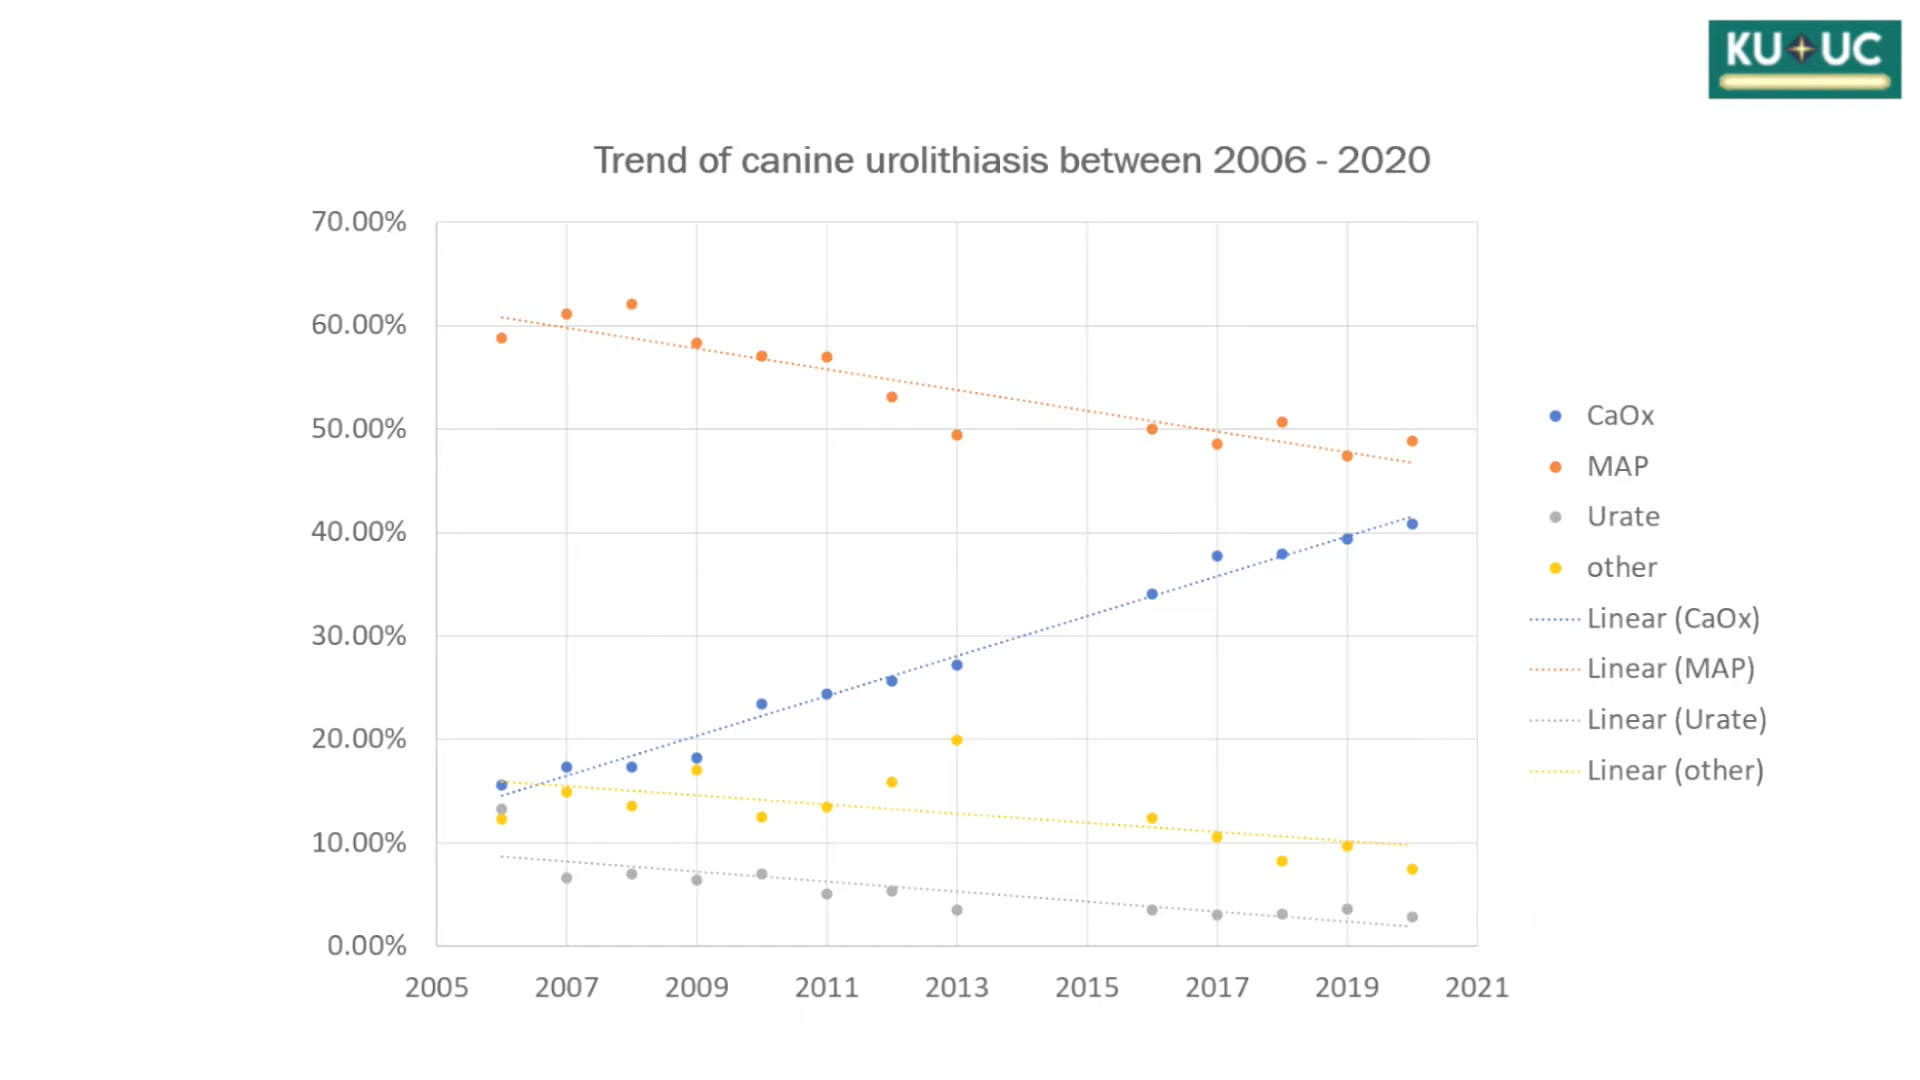 KU UC
Trend of canine urolithiasis between 2006 - 2020
70.00%
60.00%
50.00%
40.00%
30.00%
20.00%
10.00%
0.00%
2005 2007 2009 2011 2013 2015 2017 2019 2021
CaOx
MAP
Urate
other
Linear (CaOx)
Linear (MAP)
Linear (Urate)
Linear (other)